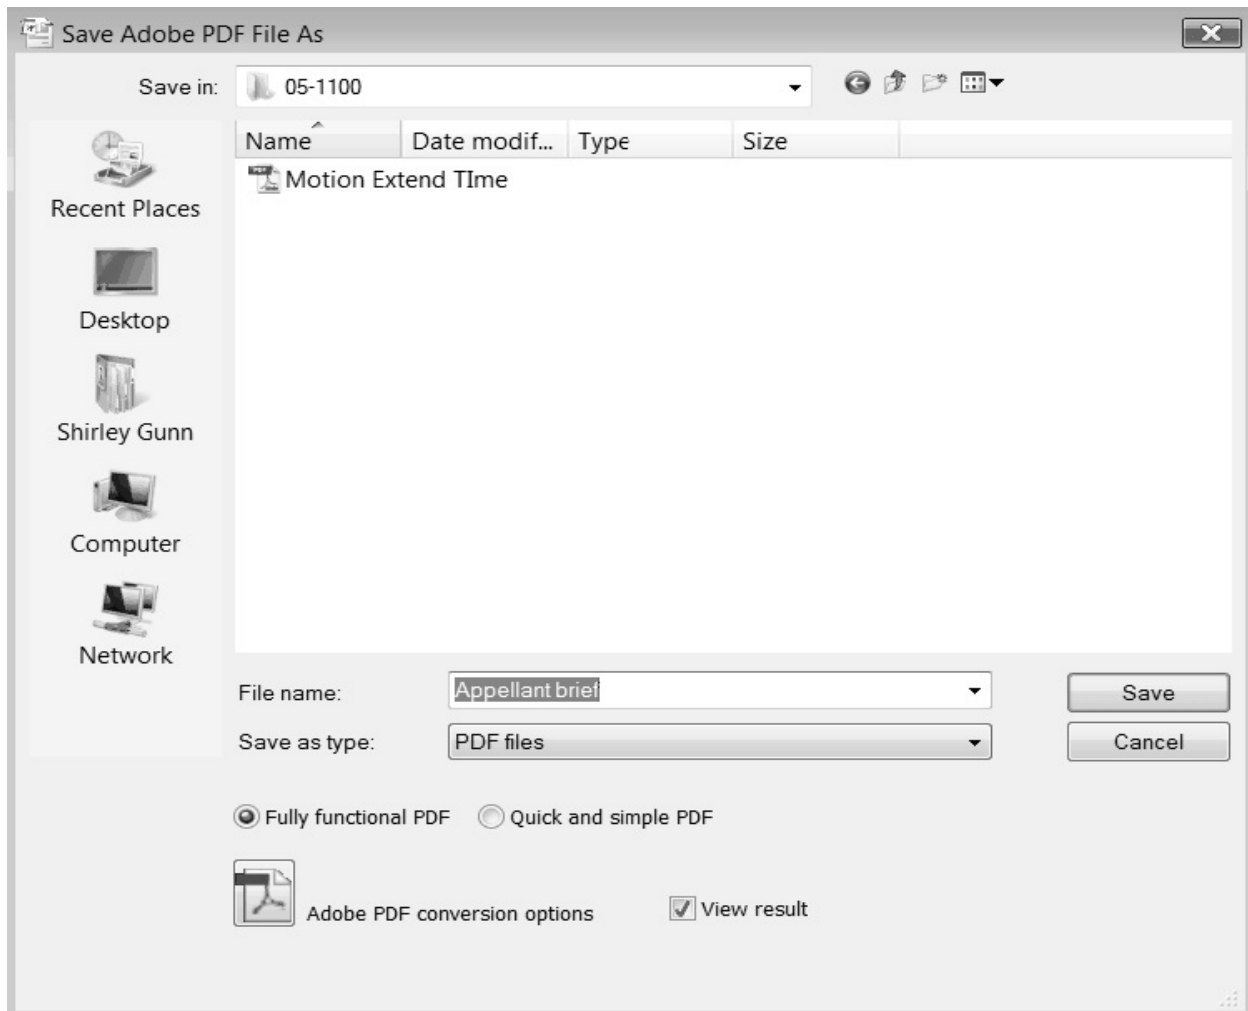 Save Adobe PDF File As
Save in: 05-1100
Name Date modif... Type Size
Motion Extend TIme
Recent Places
Desktop
Shirley Gunn
Computer
Network
File name: Appellant brief Save
Save as type: PDF files Cancel
Fully functional PDF Quick and simple PDF
Adobe PDF conversion options View result